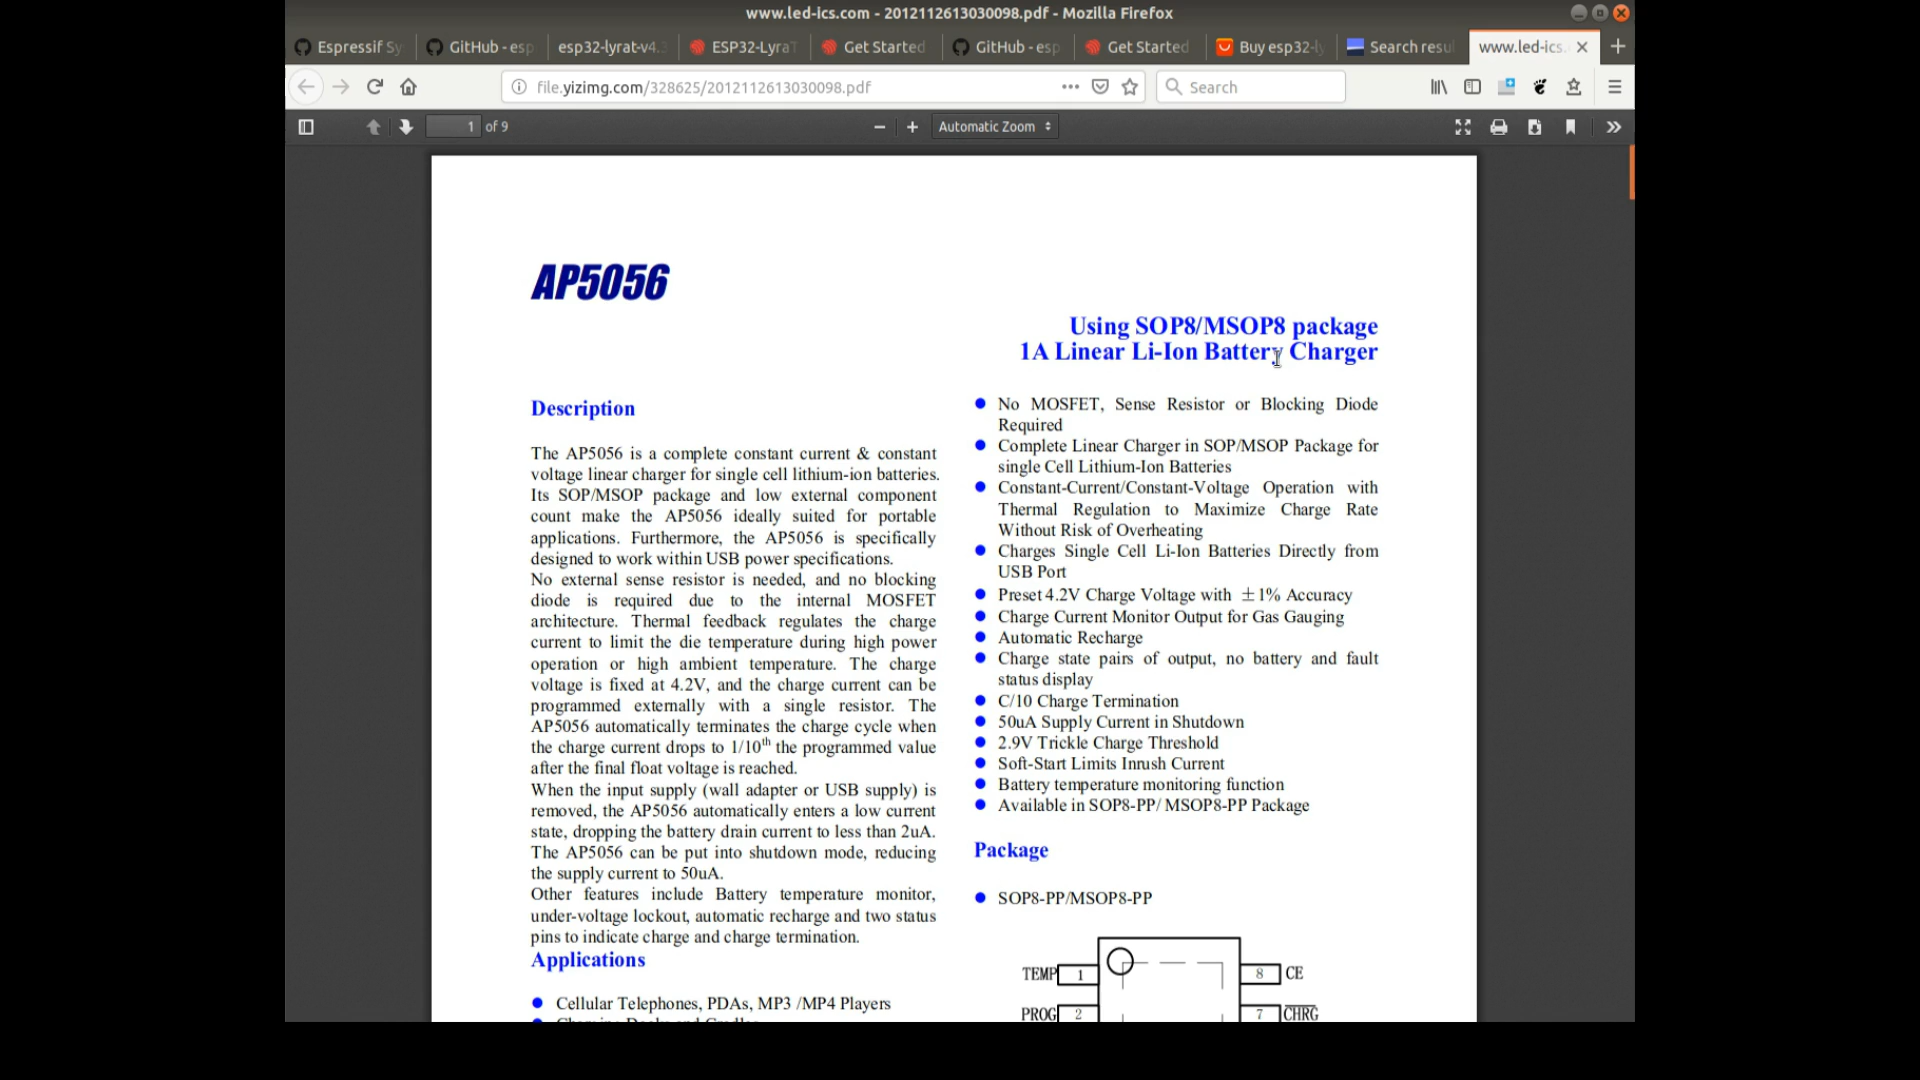 www.led-ics.com - 2012112613030098.pdf - Mozilla Firefox
Espressif Sy
GitHub - esp
esp32-lyrat-v4.3
ESP32-LyraT
Get Started
GitHub - esp
Get Started
Buy esp32-ly
Search resu
www.led-ics.
file.yizimg.com/328625/2012112613030098.pdf
Search
1 of 9
Automatic Zoom
AP5056
Using SOP8/MSOP8 package
1A Linear Li-Ion Battery Charger
Description
The AP5056 is a complete constant current & constant
voltage linear charger for single cell lithium-ion batteries.
Its SOP/MSOP package and low external component
count make the AP5056 ideally suited for portable
applications. Furthermore, the AP5056 is specifically
designed to work within USB power specifications.
No external sense resistor is needed, and no blocking
diode is required due to the internal MOSFET
architecture. Thermal feedback regulates the charge
current to limit the die temperature during high power
operation or high ambient temperature. The charge
voltage is fixed at 4.2V, and the charge current can be
programmed externally with a single resistor. The
AP5056 automatically terminates the charge cycle when
the charge current drops to 1/10th the programmed value
after the final float voltage is reached.
When the input supply (wall adapter or USB supply) is
removed, the AP5056 automatically enters a low current
state, dropping the battery drain current to less than 2uA.
The AP5056 can be put into shutdown mode, reducing
the supply current to 50uA.
Other features include Battery temperature monitor,
under-voltage lockout, automatic recharge and two status
pins to indicate charge and charge termination.
Applications
Cellular Telephones, PDAs, MP3 /MP4 Players
No MOSFET, Sense Resistor or Blocking Diode
Required
Complete Linear Charger in SOP/MSOP Package for
single Cell Lithium-Ion Batteries
Constant-Current/Constant-Voltage Operation with
Thermal Regulation to Maximize Charge Rate
Without Risk of Overheating
Charges Single Cell Li-Ion Batteries Directly from
USB Port
Preset 4.2V Charge Voltage with ±1% Accuracy
Charge Current Monitor Output for Gas Gauging
Automatic Recharge
Charge state pairs of output, no battery and fault
status display
C/10 Charge Termination
50uA Supply Current in Shutdown
2.9V Trickle Charge Threshold
Soft-Start Limits Inrush Current
Battery temperature monitoring function
Available in SOP8-PP/ MSOP8-PP Package
Package
SOP8-PP/MSOP8-PP
TEMP 1 8 CE
PROG 2 7 CHRG